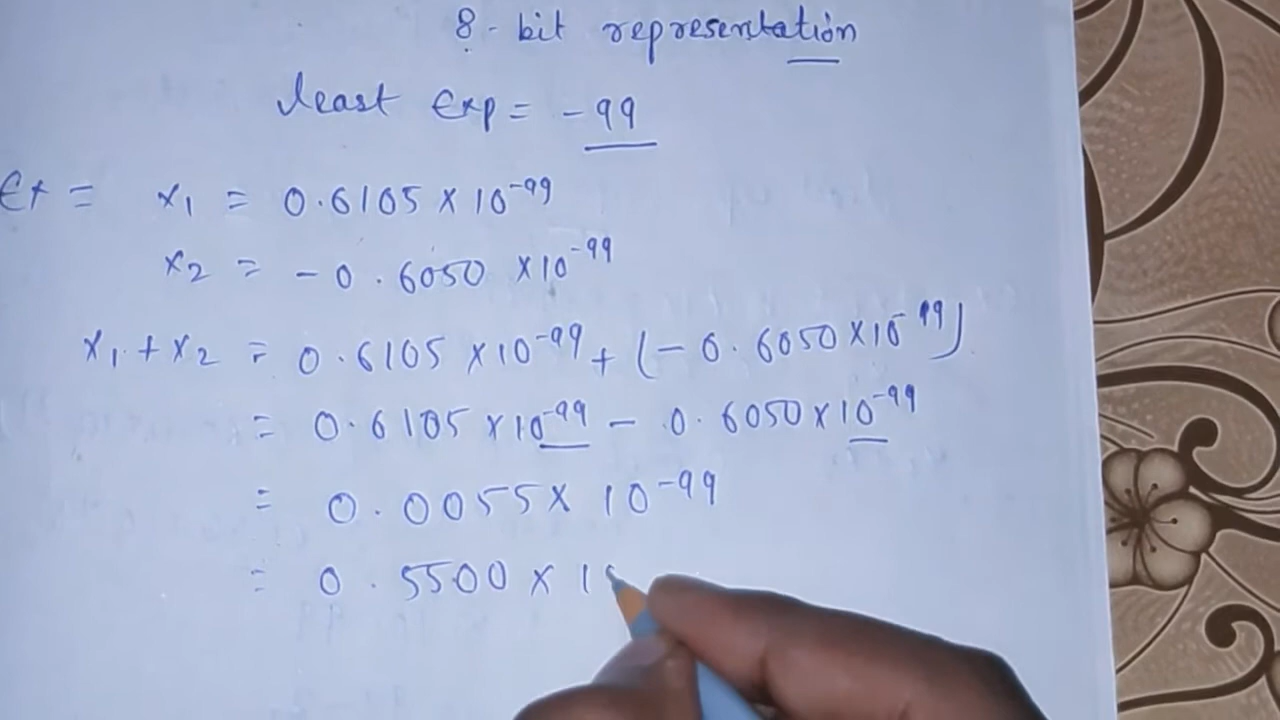 8-bit representation
least Exp = -99
Ex = x₁ = 0.6105 × 10⁻⁹⁹
x₂ = -0.6050 × 10⁻⁹⁹
x₁ + x₂ = 0.6105 × 10⁻⁹⁹ + (-0.6050 × 10⁻⁹⁹)
= 0.6105 × 10⁻⁹⁹ - 0.6050 × 10⁻⁹⁹
= 0.0055 × 10⁻⁹⁹
= 0.5500 × 10